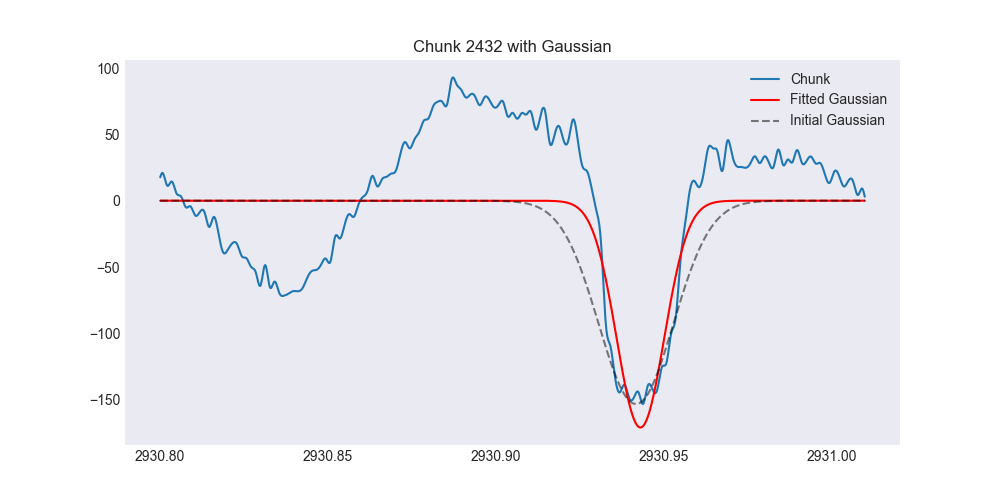 Chunk 2432 with Gaussian
100
50
0
−50
−100
−150
Chunk
Fitted Gaussian
Initial Gaussian
2930.80 2930.85 2930.90 2930.95 2931.00